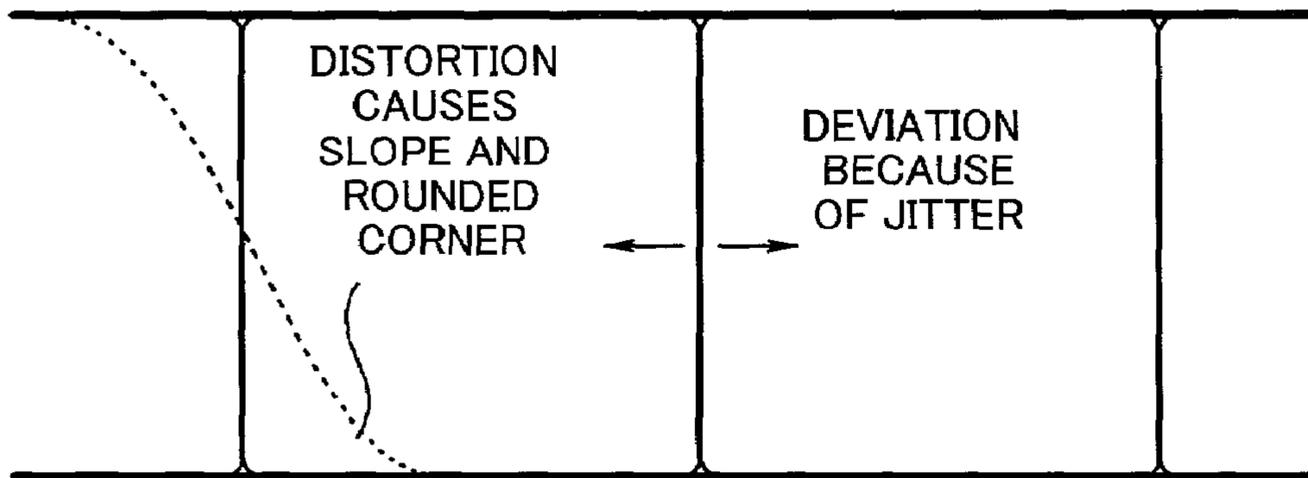 DISTORTION
CAUSES
SLOPE AND
ROUNDED
CORNER
DEVIATION
BECAUSE
OF JITTER